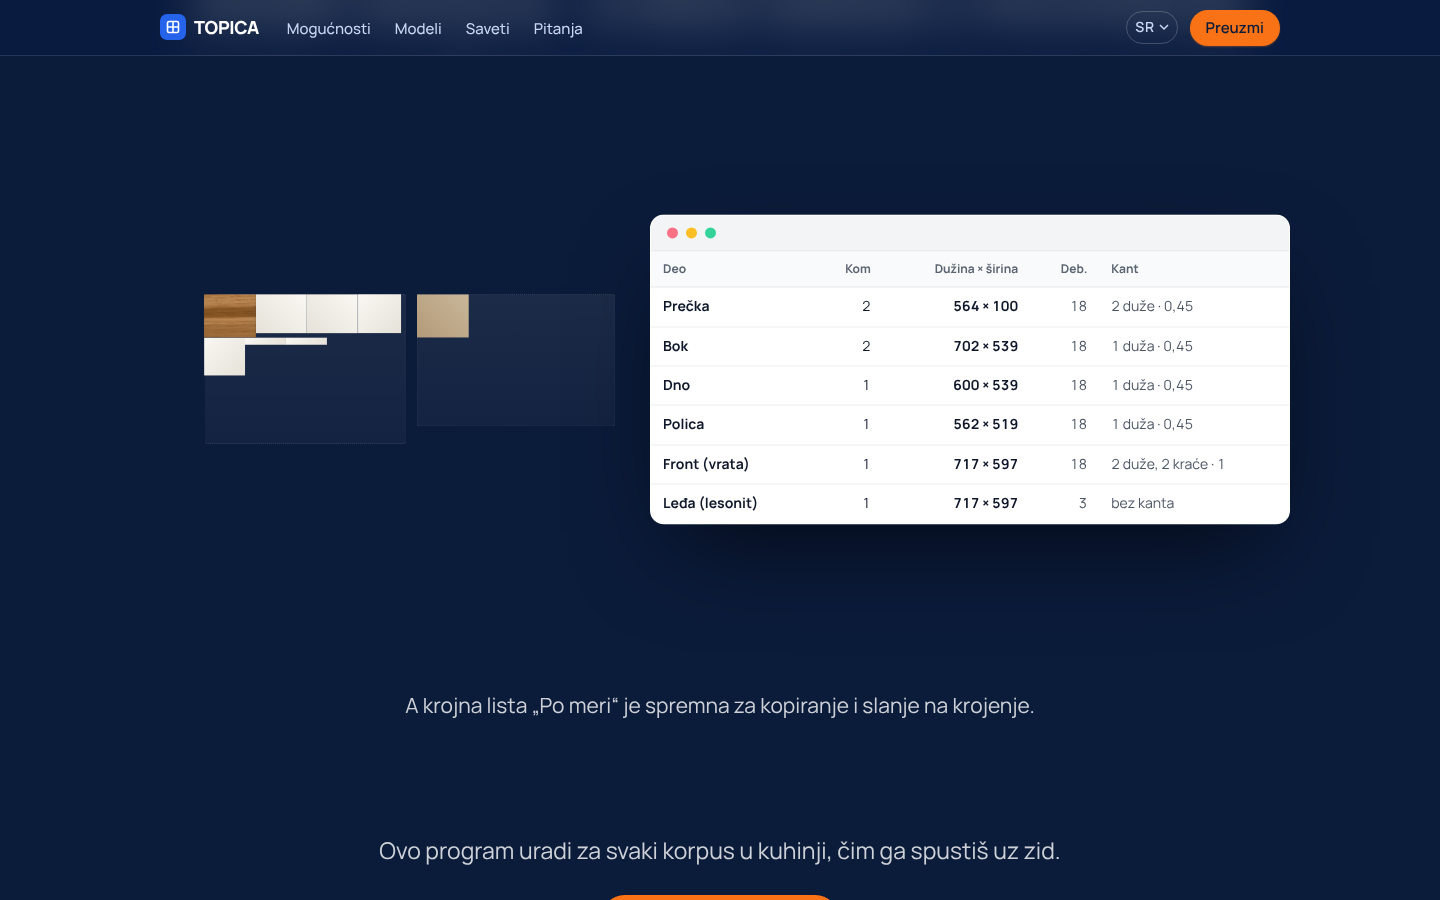 TOPICA Mogućnosti Modeli Saveti Pitanja SR Preuzmi
Deo Kom Dužina × širina Deb. Kant
Prečka 2 564 × 100 18 2 duže · 0,45
Bok 2 702 × 539 18 1 duža · 0,45
Dno 1 600 × 539 18 1 duža · 0,45
Polica 1 562 × 519 18 1 duža · 0,45
Front (vrata) 1 717 × 597 18 2 duže, 2 kraće · 1
Leđa (lesonit) 1 717 × 597 3 bez kanta
A krojna lista „Po meri“ je spremna za kopiranje i slanje na krojenje.
Ovo program uradi za svaki korpus u kuhinji, čim ga spustiš uz zid.